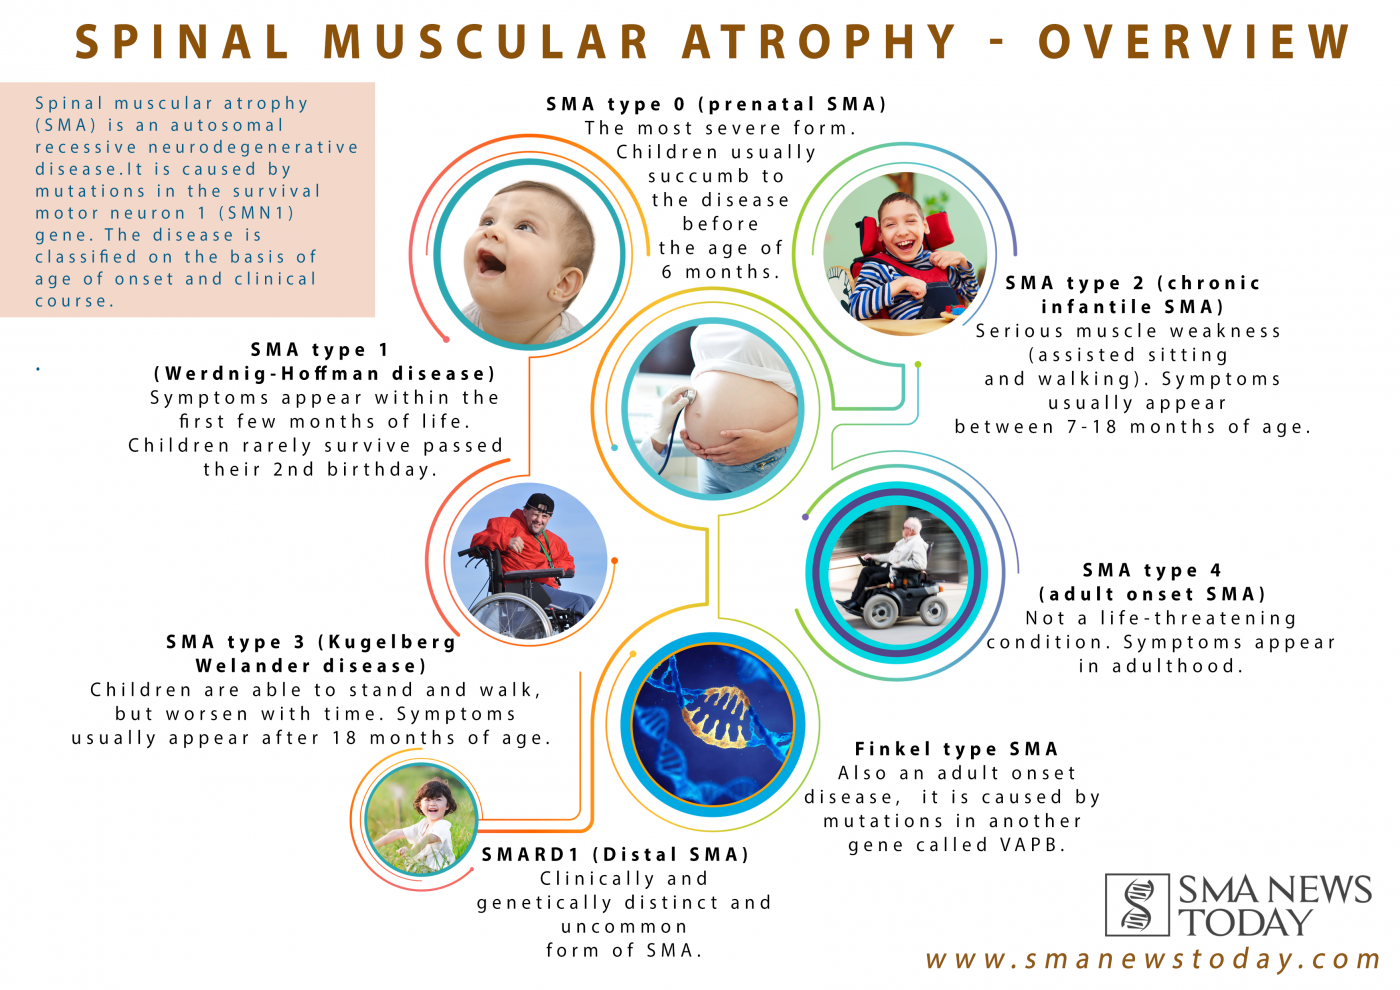 SPINAL MUSCULAR ATROPHY - OVERVIEW
Spinal muscular atrophy
(SMA) is an autosomal
recessive neurodegenerative
disease.It is caused by
mutations in the survival
motor neuron 1 (SMN1)
gene. The disease is
classified on the basis of
age of onset and clinical
course.
.
SMA type 0 (prenatal SMA)
The most severe form.
Children usually
succumb to
the disease
before
the age of
6 months.
SMA type 1
(Werdnig-Hoffman disease)
Symptoms appear within the
first few months of life.
Children rarely survive passed
their 2nd birthday.
SMA type 2 (chronic
infantile SMA)
Serious muscle weakness
(assisted sitting
and walking). Symptoms
usually appear
between 7-18 months of age.
SMA type 3 (Kugelberg
Welander disease)
Children are able to stand and walk,
but worsen with time. Symptoms
usually appear after 18 months of age.
SMA type 4
(adult onset SMA)
Not a life-threatening
condition. Symptoms appear
in adulthood.
Finkel type SMA
Also an adult onset
disease, it is caused by
mutations in another
gene called VAPB.
SMARD1 (Distal SMA)
Clinically and
genetically distinct and
uncommon
form of SMA.
SMA NEWS
TODAY
www.smanewstoday.com